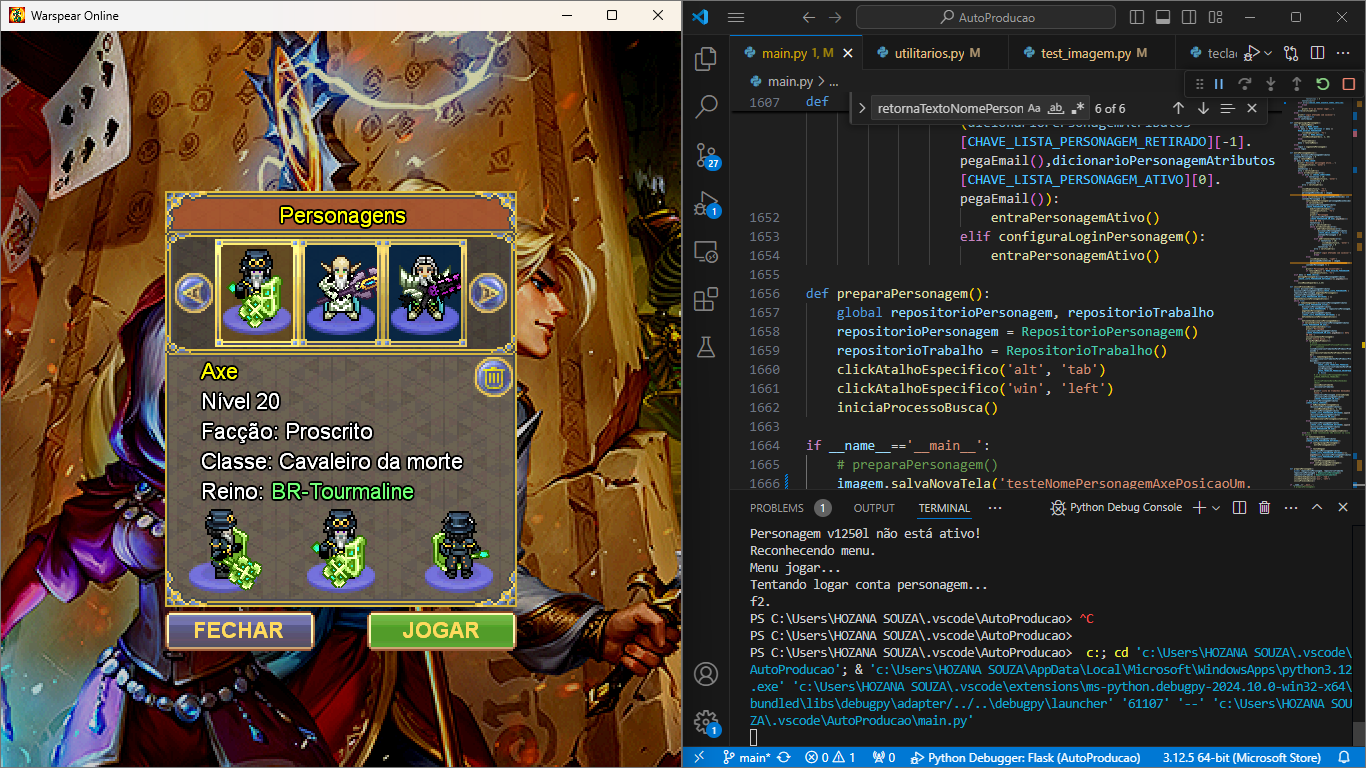 Warspear Online
Personagens
Axe
Nível 20
Facção: Proscrito
Classe: Cavaleiro da morte
Reino: BR-Tourmaline
FECHAR
JOGAR
AutoProducao
main.py 1, M
utilitarios.py M
test_imagem.py M
main.py > ...
1607 def
retornaTextoNomePerson
Aa ab .*
6 of 6
[CHAVE_LISTA_PERSONAGEM_RETIRADO][-1].
pegaEmail(),dicionarioPersonagemAtributos
[CHAVE_LISTA_PERSONAGEM_ATIVO][0].
pegaEmail()):
1652 entraPersonagemAtivo()
1653 elif configuraLoginPersonagem():
1654 entraPersonagemAtivo()
1655
1656 def preparaPersonagem():
1657 global repositorioPersonagem, repositorioTrabalho
1658 repositorioPersonagem = RepositorioPersonagem()
1659 repositorioTrabalho = RepositorioTrabalho()
1660 clickAtalhoEspecifico('alt', 'tab')
1661 clickAtalhoEspecifico('win', 'left')
1662 iniciaProcessoBusca()
1663
1664 if __name__=='__main__':
1665 # preparaPersonagem()
1666 imagem.salvaNovaTela('testeNomePersonagemAxePosicaoUm.
27
1
1
PROBLEMS 1 OUTPUT TERMINAL ... Python Debug Console
Personagem v1250l não está ativo!
Reconhecendo menu.
Menu jogar...
Tentando logar conta personagem...
f2.
PS C:\Users\HOZANA SOUZA\.vscode\AutoProducao> ^C
PS C:\Users\HOZANA SOUZA\.vscode\AutoProducao>
PS C:\Users\HOZANA SOUZA\.vscode\AutoProducao> c:; cd 'c:\Users\HOZANA SOUZA\.vscode\
AutoProducao'; & 'c:\Users\HOZANA SOUZA\AppData\Local\Microsoft\WindowsApps\python3.12
.exe' 'c:\Users\HOZANA SOUZA\.vscode\extensions\ms-python.debugpy-2024.10.0-win32-x64\
bundled\libs\debugpy\adapter/../..\debugpy\launcher' '61107' '--' 'c:\Users\HOZANA SOU
ZA\.vscode\AutoProducao\main.py'
main* 0 1 0 Python Debugger: Flask (AutoProducao) 3.12.5 64-bit (Microsoft Store)